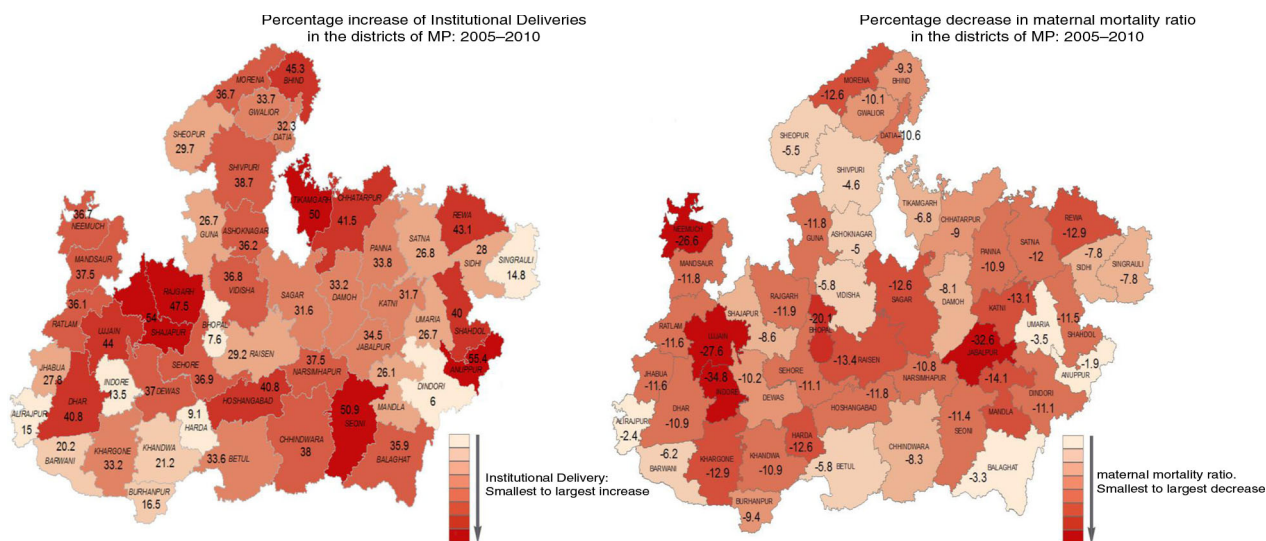 Percentage increase of Institutional Deliveries
in the districts of MP: 2005–2010
45.3
BHIND
MORENA
36.7
33.7
GWALIOR
32.3
DATIA
SHEOPUR
29.7
SHIVPURI
38.7
TIKAMGARH
50
CHHATARPUR
41.5
REWA
43.1
36.7
NEEMUCH
26.7
GUNA
ASHOKNAGAR
36.2
PANNA
33.8
SATNA
26.8
28
SIDHI
SINGRAULI
14.8
MANDSAUR
37.5
RAJGARH
47.5
36.8
VIDISHA
SAGAR
31.6
33.2
DAMOH
KATNI
31.7
36.1
RATLAM
54
SHAJAPUR
BHOPAL
7.6
UMARIA
26.7
40
SHAHDOL
UJJAIN
44
34.5
JABALPUR
29.2 RAISEN
55.4
ANUPPUR
JHABUA
27.8
INDORE
13.5
SEHORE
36.9
37.5
NARSIMHAPUR
26.1
MANDLA
DINDORI
6
37 DEWAS
40.8
HOSHANGABAD
DHAR
40.8
ALIRAJPUR
15
9.1
HARDA
50.9
SEONI
20.2
BARWANI
KHARGONE
33.2
KHANDWA
21.2
33.6 BETUL
CHHINDWARA
38
35.9
BALAGHAT
BURHANPUR
16.5
Institutional Delivery:
Smallest to largest increase
Percentage decrease in maternal mortality ratio
in the districts of MP: 2005–2010
-9.3
BHIND
MORENA
-12.6
-10.1
GWALIOR
DATIA -10.6
SHEOPUR
-5.5
SHIVPURI
-4.6
TIKAMGARH
-6.8
CHHATARPUR
-9
REWA
-12.9
NEEMUCH
-26.6
-11.8
GUNA
ASHOKNAGAR
-5
PANNA
-10.9
SATNA
-12
-7.8
SIDHI
SINGRAULI
-7.8
MANDSAUR
-11.8
RAJGARH
-11.9
-5.8
VIDISHA
-12.6
SAGAR
-8.1
DAMOH
-13.1
KATNI
SHAJAPUR
-8.6
-20.1
BHOPAL
RATLAM
-11.6
UJJAIN
-27.6
-32.6
JABALPUR
UMARIA
-3.5
-11.5
SHAHDOL
-1.9
ANUPPUR
-13.4 RAISEN
JHABUA
-11.6
-34.8
INDORE
-10.2
DEWAS
SEHORE
-11.1
-10.8
NARSIMHAPUR
-14.1
MANDLA
DINDORI
-11.1
-11.8
HOSHANGABAD
DHAR
-10.9
ALIRAJPUR
-2.4
HARDA
-12.6
-11.4
SEONI
-6.2
BARWANI
KHARGONE
-12.9
KHANDWA
-10.9
-5.8 BETUL
CHHINDWARA
-8.3
BALAGHAT
-3.3
BURHANPUR
-9.4
maternal mortality ratio.
Smallest to largest decrease